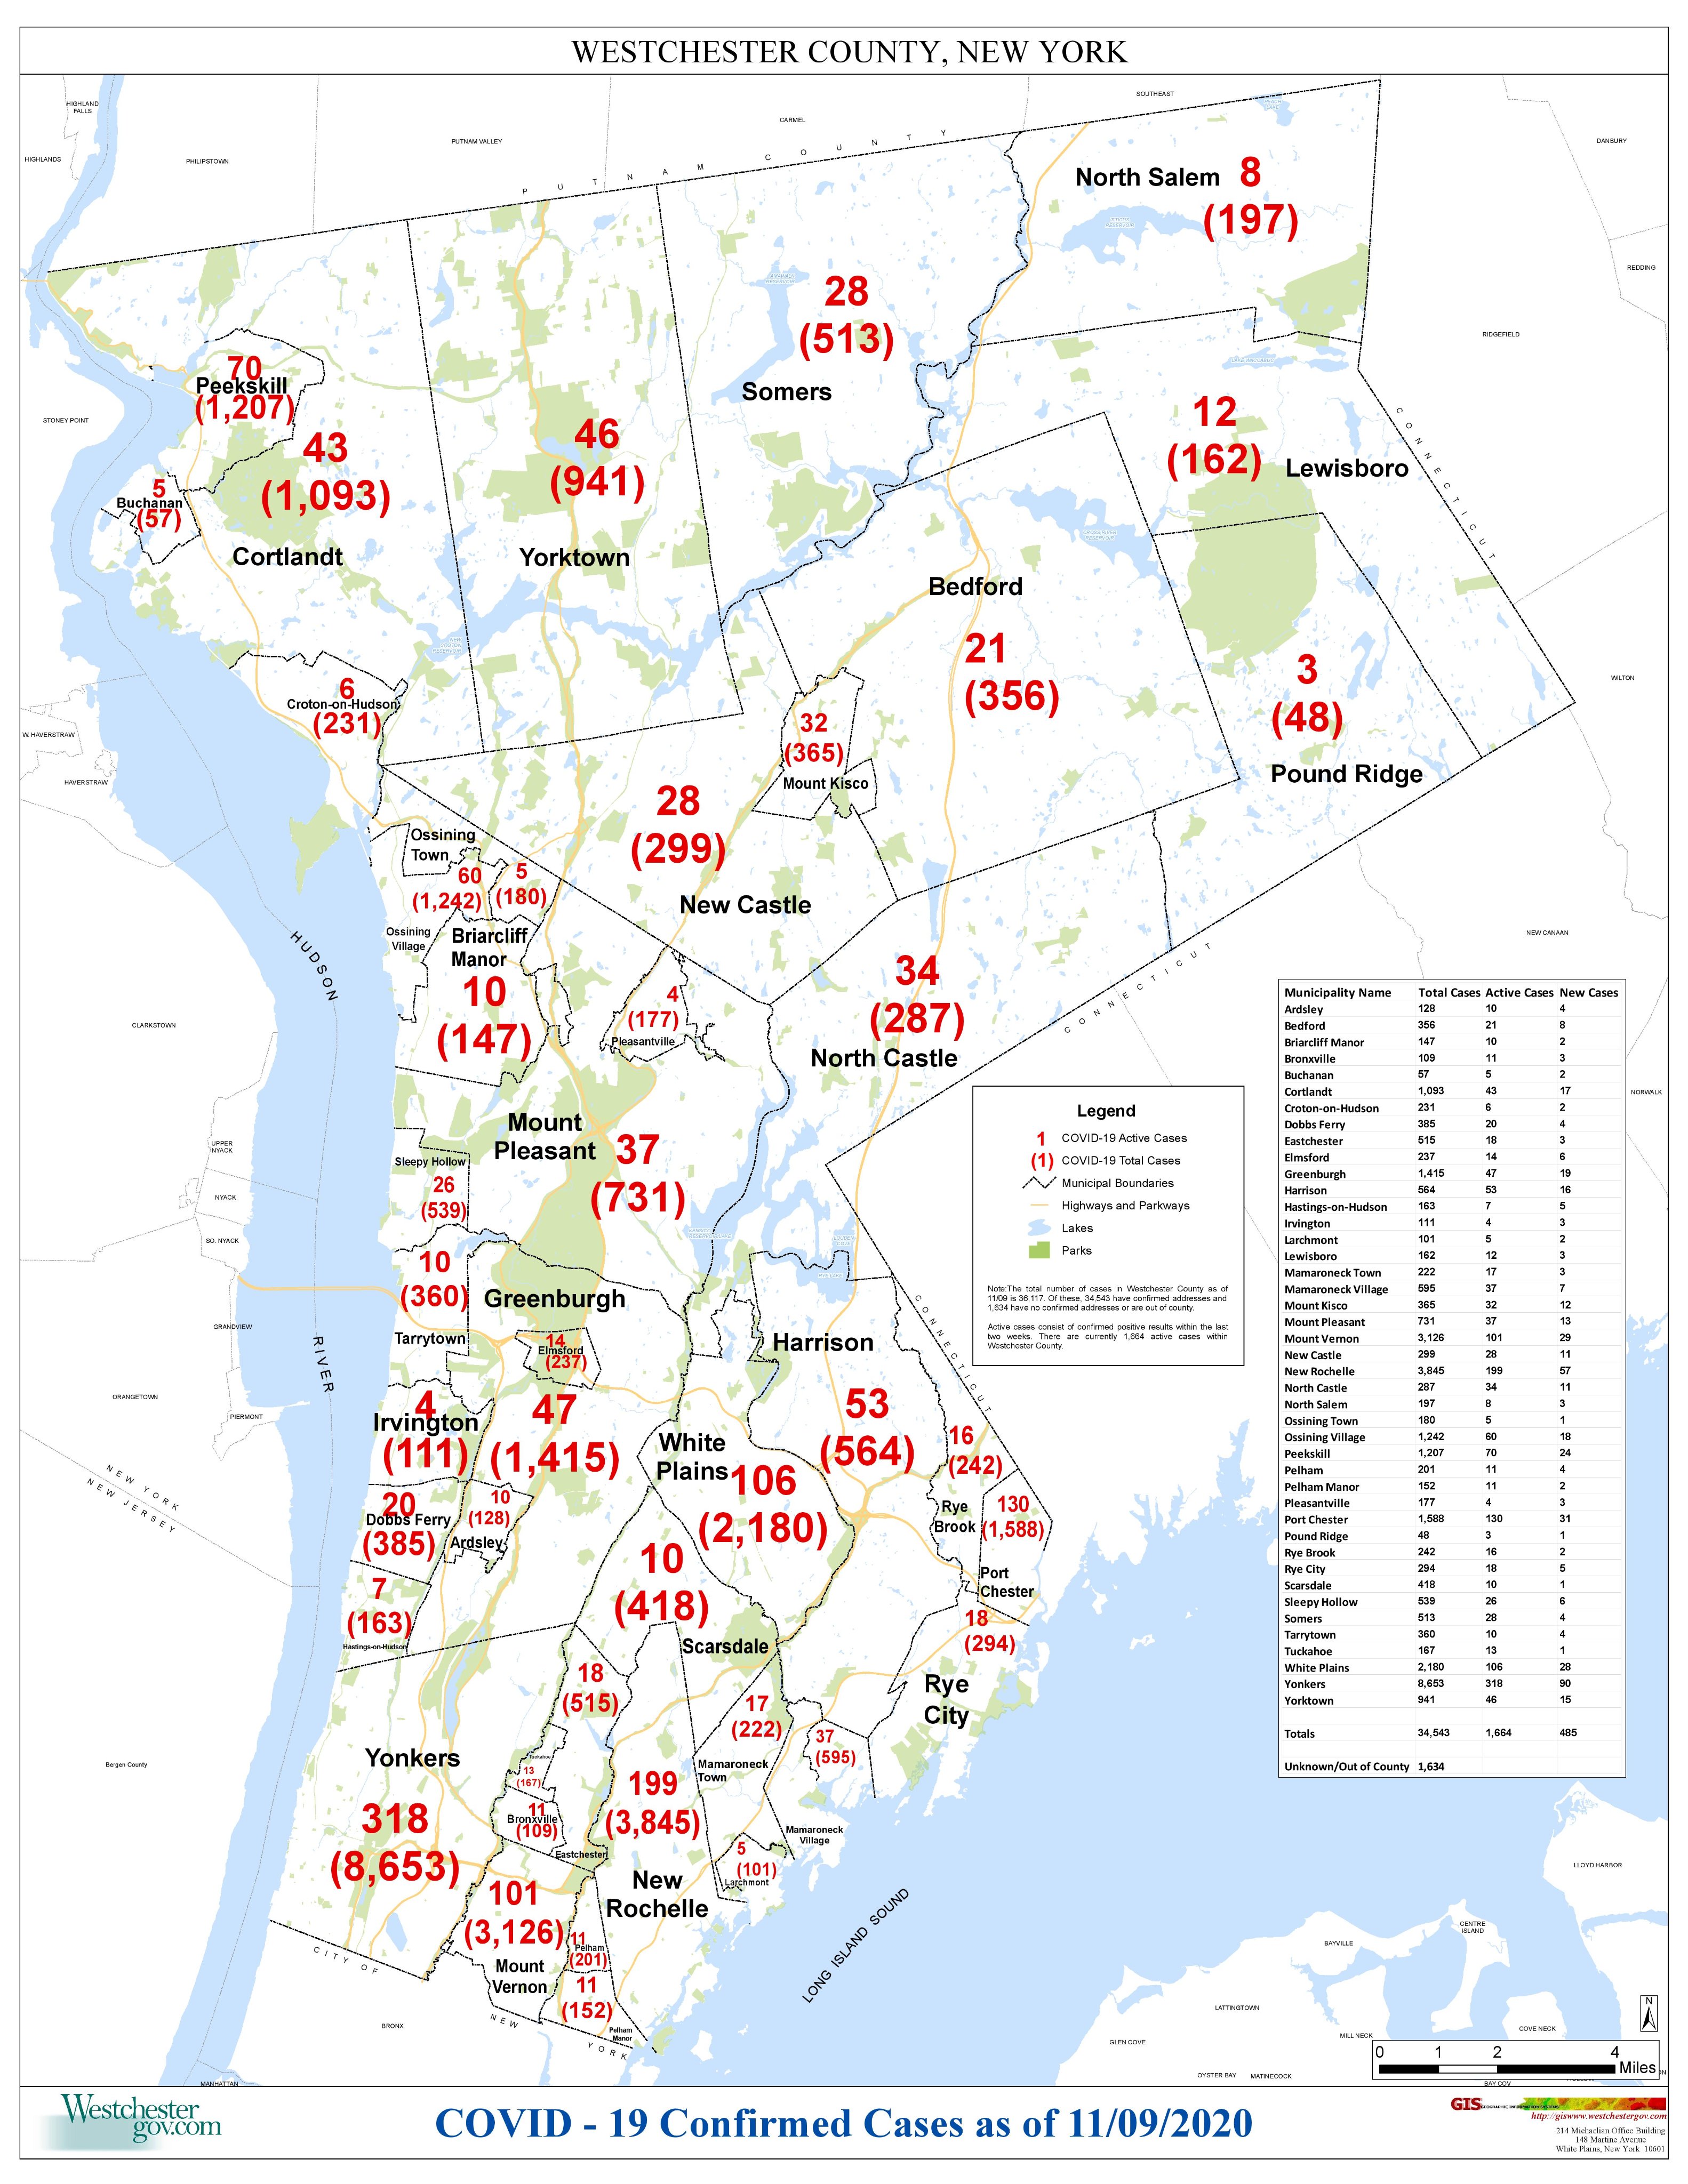 WESTCHESTER COUNTY, NEW YORK
HIGHLAND
FALLS
HIGHLANDS
PHILIPSTOWN
PUTNAM VALLEY
CARMEL
SOUTHEAST
DANBURY
PUTNAM COUNTY
REDDING
RIDGEFIELD
North Salem 8
(197)
28
(513)
Somers
70
Peekskill
(1,207)
STONEY POINT
43
(1,093)
Cortlandt
5
Buchanan
(57)
46
(941)
Yorktown
12
(162)
Lewisboro
CONNECTICUT
Bedford
21
(356)
3
(48)
Pound Ridge
WILTON
6
Croton-on-Hudson
(231)
W. HAVERSTRAW
HAVERSTRAW
32
(365)
Mount Kisco
28
(299)
New Castle
Ossining
Town
60
(1,242)
5
(180)
Ossining
Village
Briarcliff
Manor
10
(147)
NEW CANAAN
HUDSON
RIVER
4
(177)
Pleasantville
34
(287)
North Castle
CONNECTICUT
CLARKSTOWN
NORWALK
Mount
Pleasant
37
(731)
UPPER
NYACK
NYACK
SO. NYACK
Sleepy Hollow
26
(539)
10
(360)
Tarrytown
Greenburgh
14
Elmsford
(237)
GRANDVIEW
ORANGETOWN
PIERMONT
Harrison
53
(564)
CONNECTICUT
4
Irvington
(111)
47
(1,415)
White
Plains
106
(2,180)
16
(242)
Rye
Brook
130
(1,588)
Port
Chester
NEW YORK
NEW JERSEY
20
Dobbs Ferry
(385)
10
(128)
Ardsley
7
(163)
Hastings-on-Hudson
10
(418)
Scarsdale
18
(294)
Rye
City
18
(515)
17
(222)
Mamaroneck
Town
37
(595)
Mamaroneck
Village
Bergen County
Yonkers
318
(8,653)
Tuckahoe
13
(167)
11
Bronxville
(109)
Eastchester
199
(3,845)
New
Rochelle
5
(101)
Larchmont
101
(3,126)
Mount
Vernon
11
Pelham
(201)
11
(152)
Pelham
Manor
CITY OF
NEW
YORK
BRONX
MANHATTAN
LONG ISLAND SOUND
Legend
1 COVID-19 Active Cases
(1) COVID-19 Total Cases
Municipal Boundaries
Highways and Parkways
Lakes
Parks
Note:The total number of cases in Westchester County as of
11/09 is 36,117. Of these, 34,543 have confirmed addresses and
1,634 have no confirmed addresses or are out of county.
Active cases consist of confirmed positive results within the last
two weeks. There are currently 1,664 active cases within
Westchester County.
Municipality Name Total Cases Active Cases New Cases
Ardsley 128 10 4
Bedford 356 21 8
Briarcliff Manor 147 10 2
Bronxville 109 11 3
Buchanan 57 5 2
Cortlandt 1,093 43 17
Croton-on-Hudson 231 6 2
Dobbs Ferry 385 20 4
Eastchester 515 18 3
Elmsford 237 14 6
Greenburgh 1,415 47 19
Harrison 564 53 16
Hastings-on-Hudson 163 7 5
Irvington 111 4 3
Larchmont 101 5 2
Lewisboro 162 12 3
Mamaroneck Town 222 17 3
Mamaroneck Village 595 37 7
Mount Kisco 365 32 12
Mount Pleasant 731 37 13
Mount Vernon 3,126 101 29
New Castle 299 28 11
New Rochelle 3,845 199 57
North Castle 287 34 11
North Salem 197 8 3
Ossining Town 180 5 1
Ossining Village 1,242 60 18
Peekskill 1,207 70 24
Pelham 201 11 4
Pelham Manor 152 11 2
Pleasantville 177 4 3
Port Chester 1,588 130 31
Pound Ridge 48 3 1
Rye Brook 242 16 2
Rye City 294 18 5
Scarsdale 418 10 1
Sleepy Hollow 539 26 6
Somers 513 28 4
Tarrytown 360 10 4
Tuckahoe 167 13 1
White Plains 2,180 106 28
Yonkers 8,653 318 90
Yorktown 941 46 15
Totals 34,543 1,664 485
Unknown/Out of County 1,634
LLOYD HARBOR
CENTRE
ISLAND
BAYVILLE
LATTINGTOWN
GLEN COVE
MILL NECK
COVE NECK
OYSTER BAY
MATINECOCK
BAY COV
N
0 1 2 4
Miles
Westchester
gov.com
COVID - 19 Confirmed Cases as of 11/09/2020
GIS GEOGRAPHIC INFORMATION SYSTEMS
http://giswww.westchestergov.com
214 Michaelian Office Building
148 Martine Avenue
White Plains, New York 10601